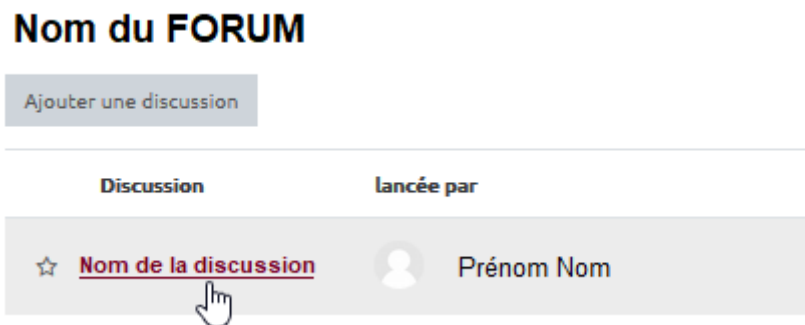 Nom du FORUM
Ajouter une discussion
Discussion lancée par
Nom de la discussion Prénom Nom